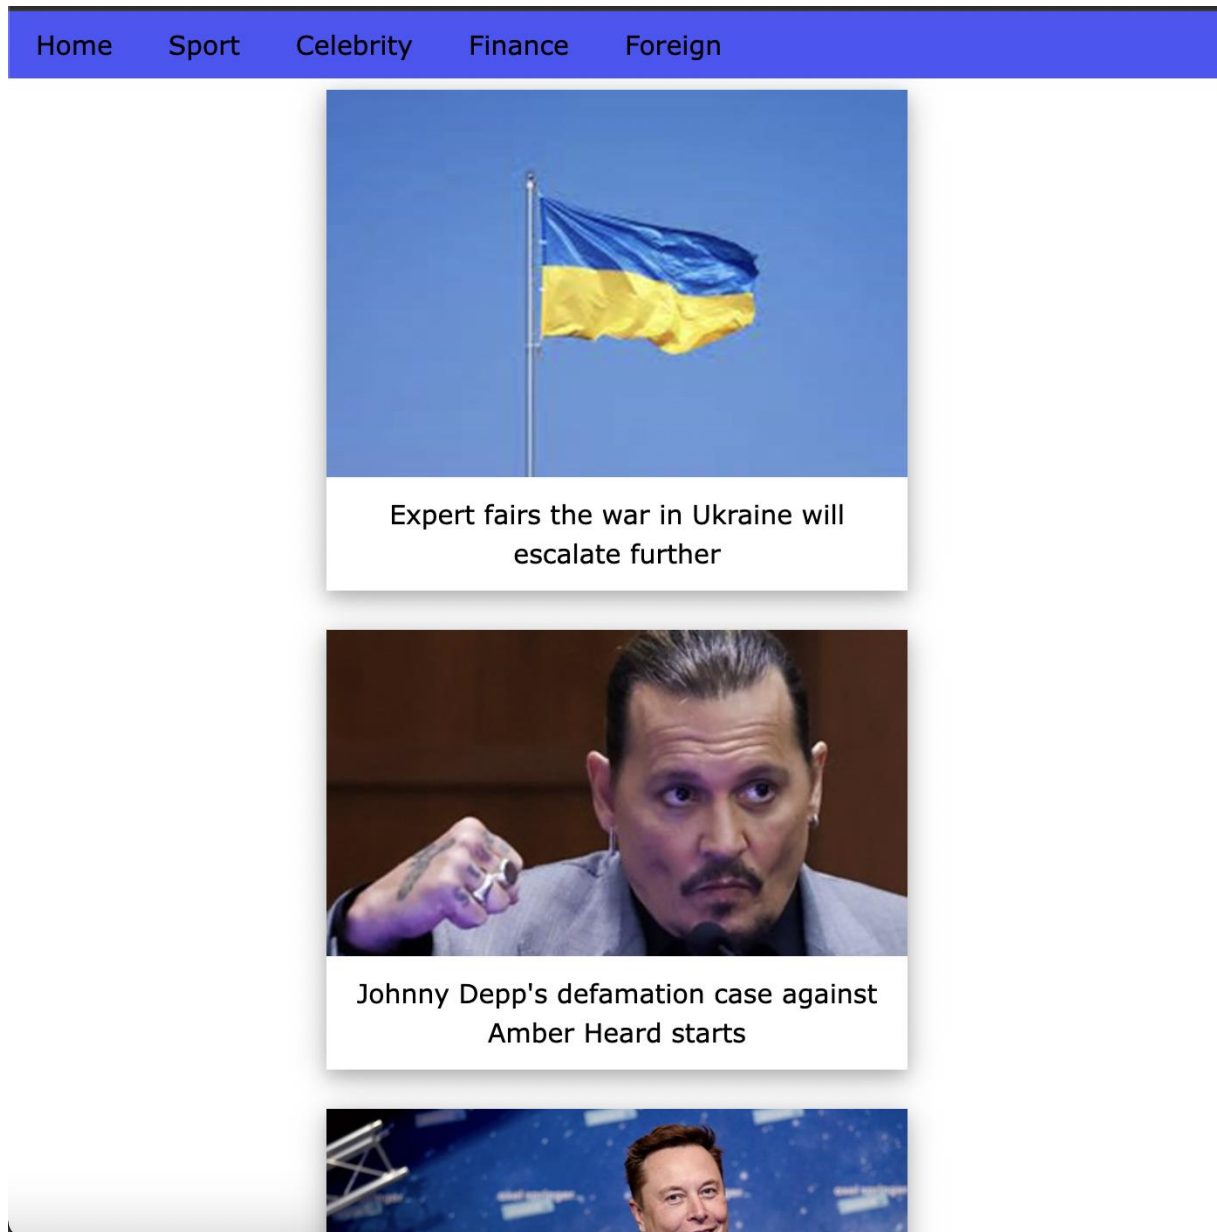 Home Sport Celebrity Finance Foreign
Expert fairs the war in Ukraine will
escalate further
Johnny Depp's defamation case against
Amber Heard starts